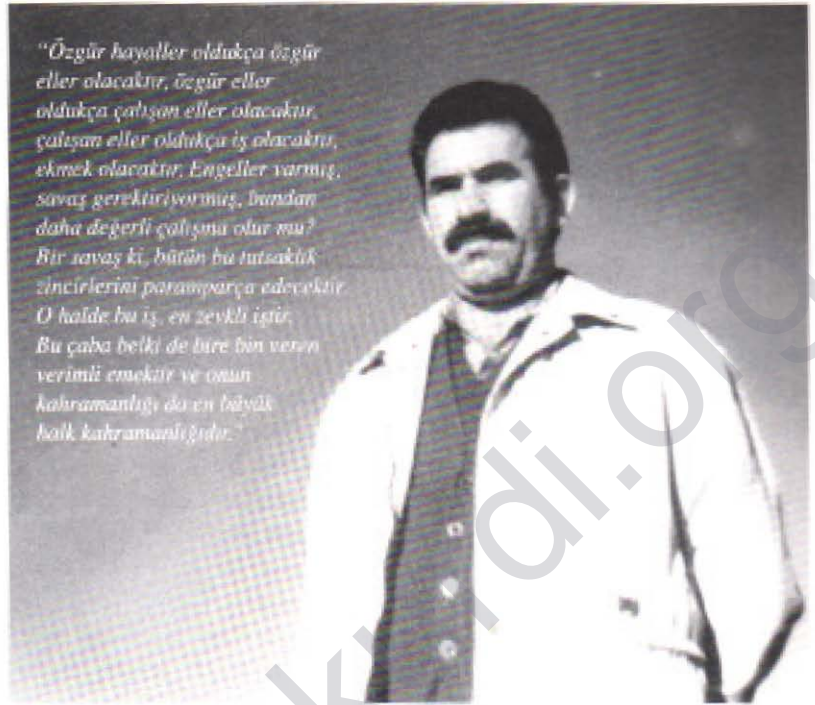 "Özgür hayaller oldukça özgür
eller olacaktır, özgür eller
oldukça çalışan eller olacaktır,
çalışan eller oldukça iş olacaktır,
ekmek olacaktır. Engeller varmış,
savaş gerektiriyormuş, bundan
daha değerli çalışma olur mu?
Bir savaş ki, bütün bu tutsaklık
zincirlerini paramparça edecektir.
O halde bu iş, en zevkli iştir.
Bu çaba belki de bire bin veren
verimli emektir ve onun
kahramanlığı da en büyük
halk kahramanlığıdır."
kurdi.org